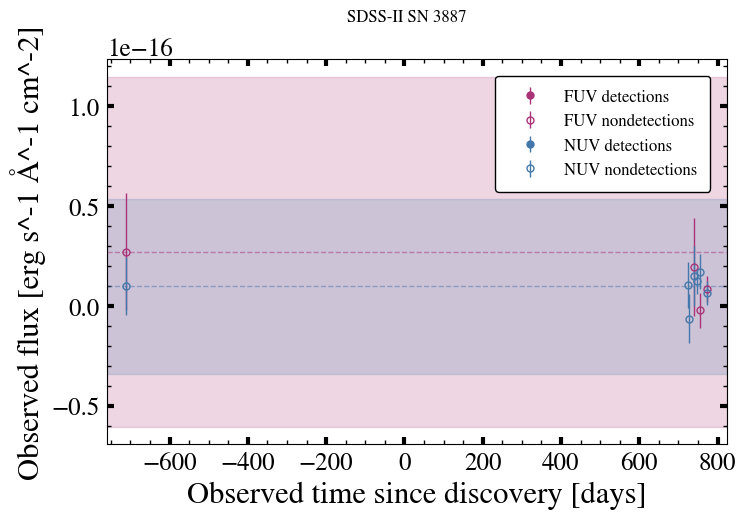 SDSS-II SN 3887
1e−16
Observed flux [erg s^-1 Å^-1 cm^-2]
1.0
0.5
0.0
−0.5
FUV detections
FUV nondetections
NUV detections
NUV nondetections
−600 −400 −200 0 200 400 600 800
Observed time since discovery [days]